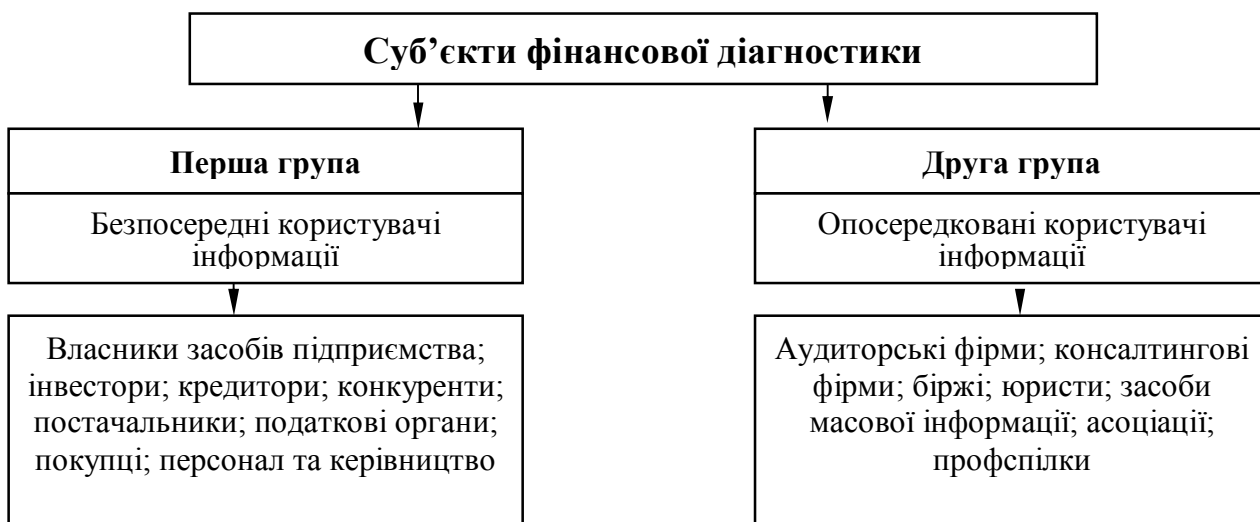 Суб’єкти фінансової діагностики
Перша група
Безпосередні користувачі
інформації
Власники засобів підприємства;
інвестори; кредитори; конкуренти;
постачальники; податкові органи;
покупці; персонал та керівництво
Друга група
Опосередковані користувачі
інформації
Аудиторські фірми; консалтингові
фірми; біржі; юристи; засоби
масової інформації; асоціації;
профспілки